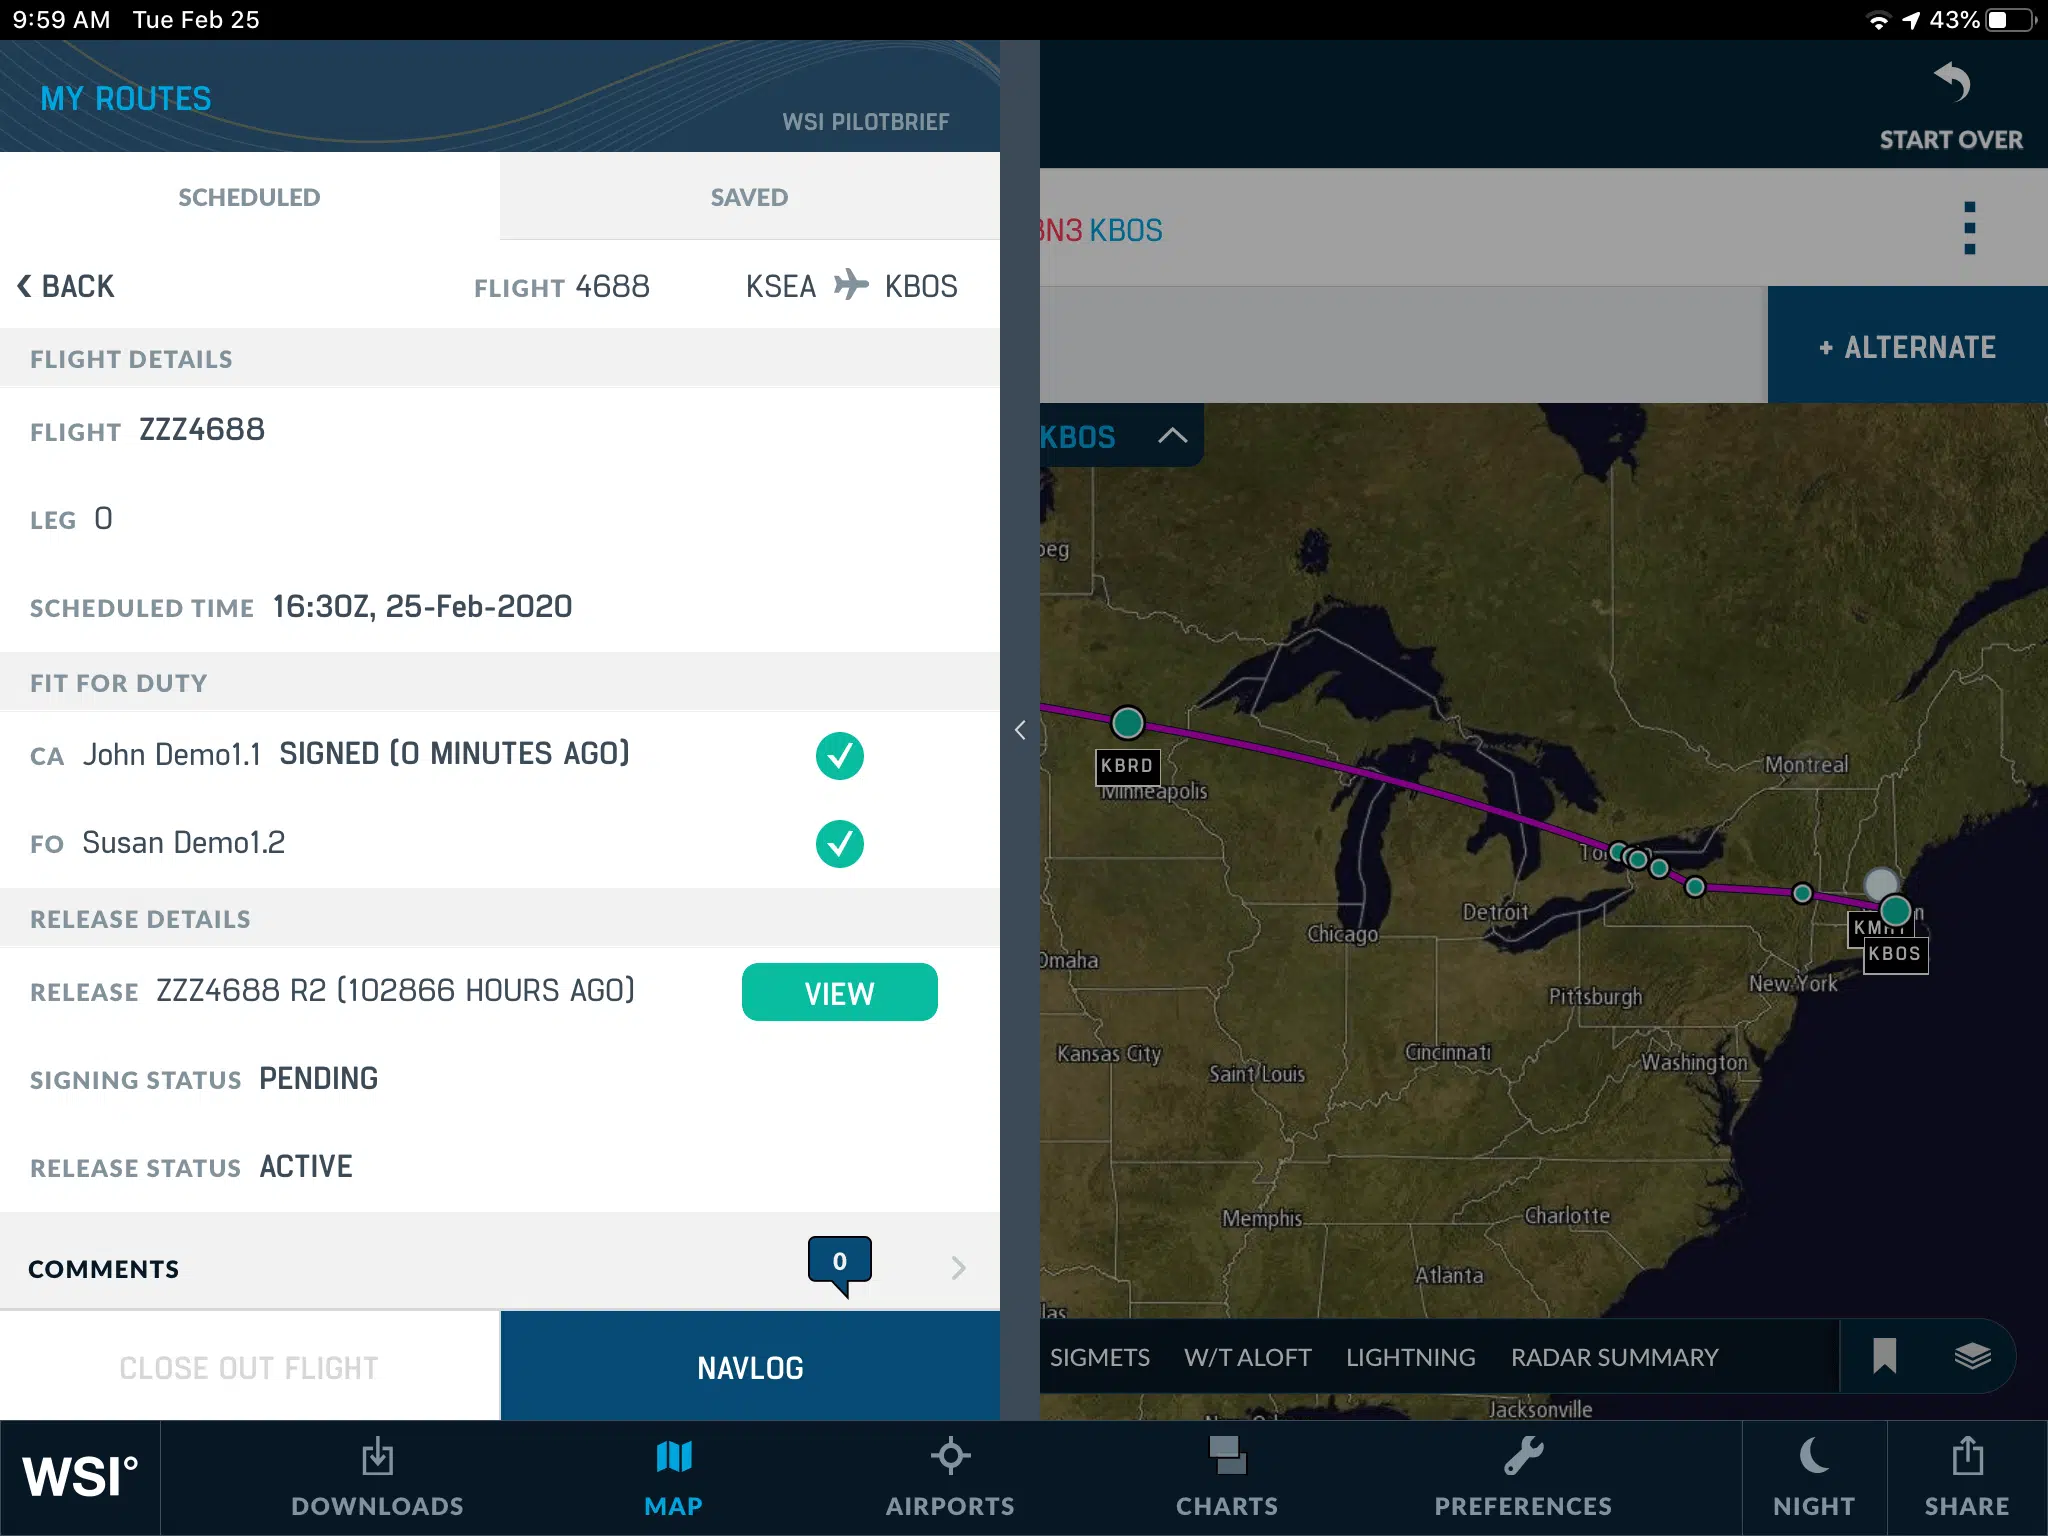 9:59 AM Tue Feb 25
43%
MY ROUTES
WSI PILOTBRIEF
START OVER
SCHEDULED SAVED
BN3 KBOS
BACK FLIGHT 4688 KSEA KBOS
+ ALTERNATE
FLIGHT DETAILS
FLIGHT ZZZ4688
LEG 0
SCHEDULED TIME 16:30Z, 25-Feb-2020
FIT FOR DUTY
CA John Demo1.1 SIGNED (0 MINUTES AGO)
FO Susan Demo1.2
RELEASE DETAILS
RELEASE ZZZ4688 R2 (102866 HOURS AGO) VIEW
SIGNING STATUS PENDING
RELEASE STATUS ACTIVE
COMMENTS 0
CLOSE OUT FLIGHT NAVLOG
KBOS
KBRD
Minneapolis
Montreal
Detroit
Chicago
KBOS
Omaha
New York
Pittsburgh
Kansas City
Cincinnati
Washington
Saint Louis
Memphis
Charlotte
Atlanta
SIGMETS W/T ALOFT LIGHTNING RADAR SUMMARY
Jacksonville
WSI
DOWNLOADS MAP AIRPORTS CHARTS PREFERENCES NIGHT SHARE